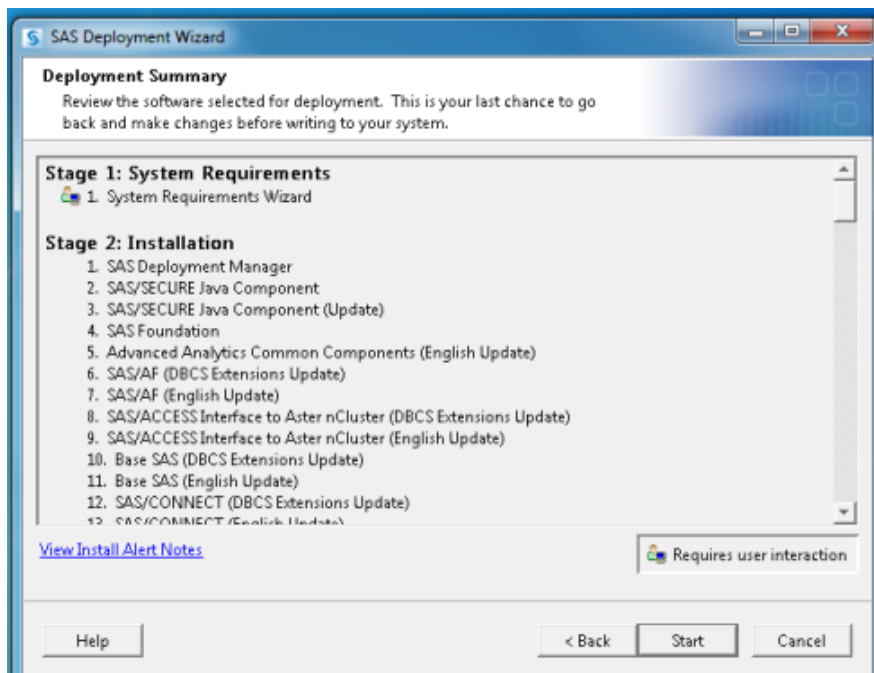 SAS Deployment Wizard
Deployment Summary
Review the software selected for deployment. This is your last chance to go
back and make changes before writing to your system.
Stage 1: System Requirements
1. System Requirements Wizard
Stage 2: Installation
1. SAS Deployment Manager
2. SAS/SECURE Java Component
3. SAS/SECURE Java Component (Update)
4. SAS Foundation
5. Advanced Analytics Common Components (English Update)
6. SAS/AF (DBCS Extensions Update)
7. SAS/AF (English Update)
8. SAS/ACCESS Interface to Aster nCluster (DBCS Extensions Update)
9. SAS/ACCESS Interface to Aster nCluster (English Update)
10. Base SAS (DBCS Extensions Update)
11. Base SAS (English Update)
12. SAS/CONNECT (DBCS Extensions Update)
13. SAS/CONNECT (English Update)
View Install Alert Notes
Requires user interaction
Help
< Back
Start
Cancel